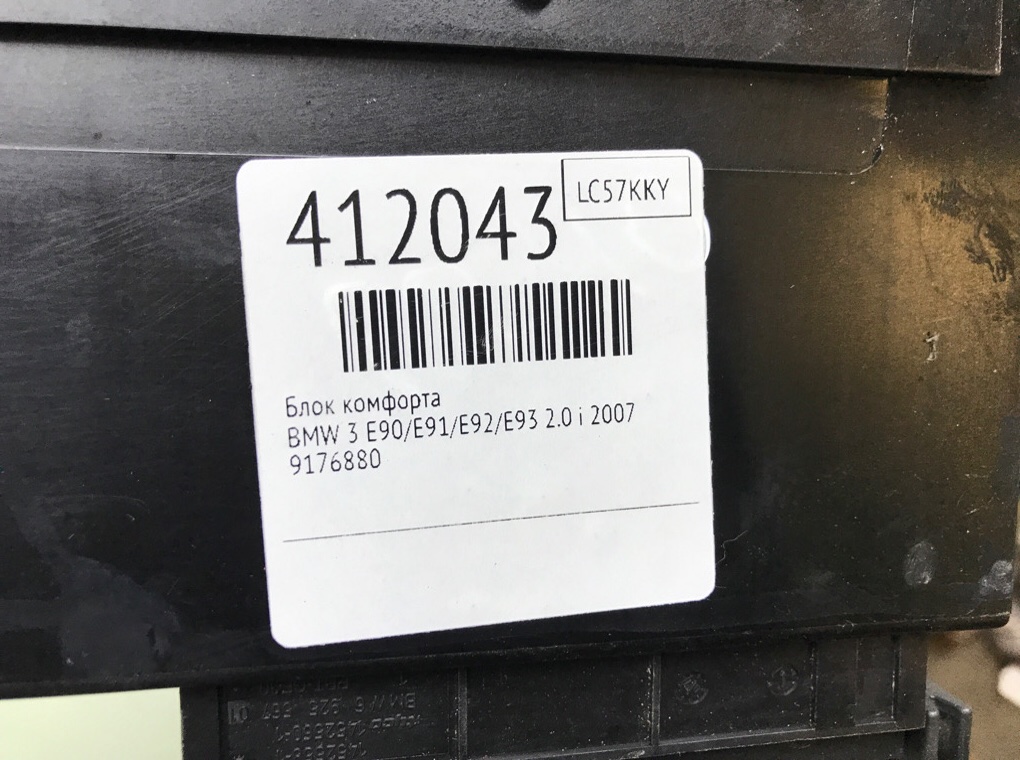 412043
LC57KKY
Блок комфорта
BMW 3 E90/E91/E92/E93 2.0 i 2007
9176880